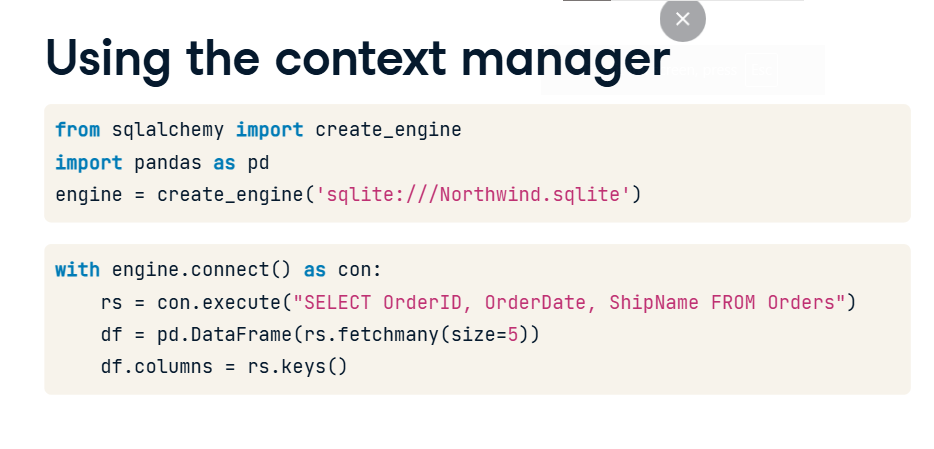 Using the context manager
from sqlalchemy import create_engine
import pandas as pd
engine = create_engine('sqlite:///Northwind.sqlite')
with engine.connect() as con:
    rs = con.execute("SELECT OrderID, OrderDate, ShipName FROM Orders")
    df = pd.DataFrame(rs.fetchmany(size=5))
    df.columns = rs.keys()